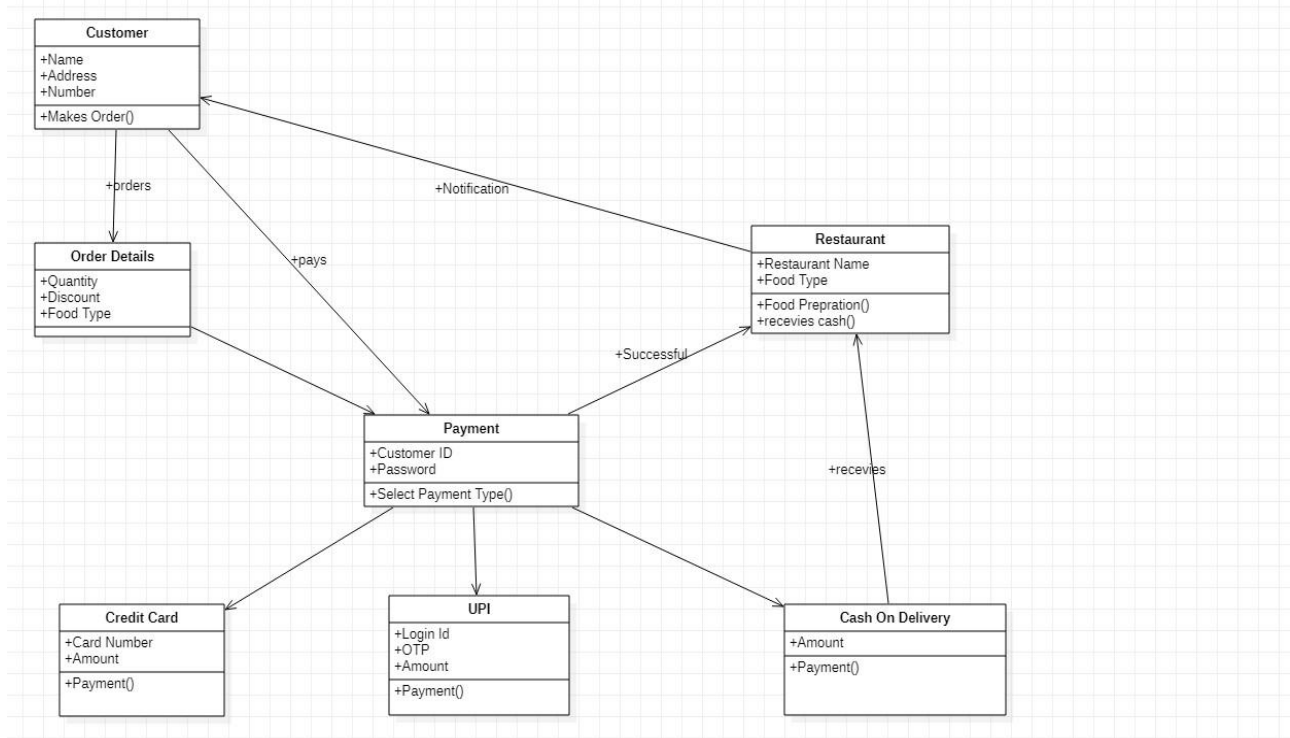 Customer
+Name
+Address
+Number
+Makes Order()
+orders
+Notification
Order Details
+Quantity
+Discount
+Food Type
+pays
Restaurant
+Restaurant Name
+Food Type
+Food Prepration()
+recevies cash()
+Successful
Payment
+Customer ID
+Password
+Select Payment Type()
+recevies
Credit Card
+Card Number
+Amount
+Payment()
UPI
+Login Id
+OTP
+Amount
+Payment()
Cash On Delivery
+Amount
+Payment()